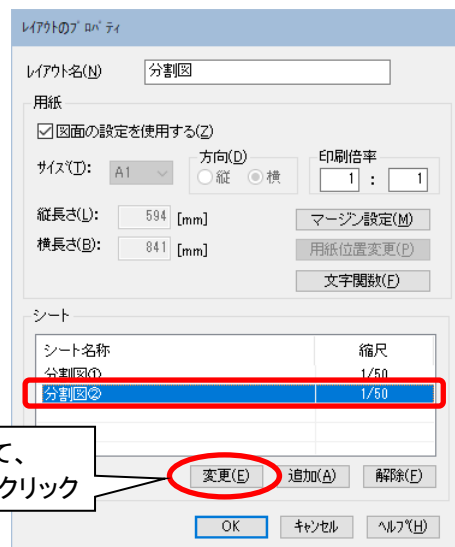 レイアウトのプロパティ
レイアウト名(N) 分割図
用紙
図面の設定を使用する(Z)
サイズ(T): A1 方向(D) 縦 横 印刷倍率 1 : 1
縦長さ(L): 594 [mm] マージン設定(M)
横長さ(B): 841 [mm] 用紙位置変更(P)
文字関数(F)
シート
シート名称 縮尺
分割図① 1/50
分割図② 1/50
て、
クリック
変更(E) 追加(A) 解除(F)
OK キャンセル ヘルプ(H)